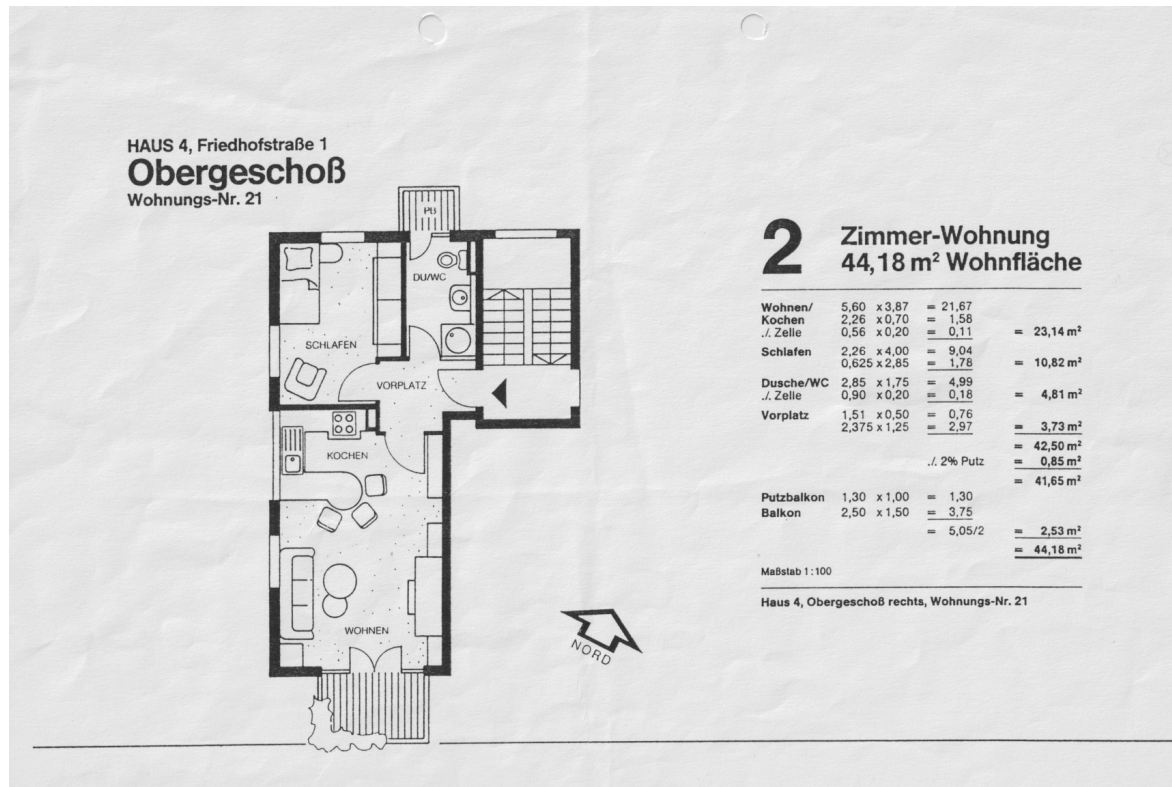 HAUS 4, Friedhofstraße 1
Obergeschoß
Wohnungs-Nr. 21
PB
DU/WC
SCHLAFEN
VORPLATZ
KOCHEN
WOHNEN
NORD
2 Zimmer-Wohnung
44,18 m² Wohnfläche
Wohnen/ 5,60 x 3,87 = 21,67
Kochen 2,26 x 0,70 = 1,58
./. Zelle 0,56 x 0,20 = 0,11 = 23,14 m²
Schlafen 2,26 x 4,00 = 9,04
0,625 x 2,85 = 1,78 = 10,82 m²
Dusche/WC 2,85 x 1,75 = 4,99
./. Zelle 0,90 x 0,20 = 0,18 = 4,81 m²
Vorplatz 1,51 x 0,50 = 0,76
2,375 x 1,25 = 2,97 = 3,73 m²
= 42,50 m²
./. 2% Putz = 0,85 m²
= 41,65 m²
Putzbalkon 1,30 x 1,00 = 1,30
Balkon 2,50 x 1,50 = 3,75
= 5,05/2 = 2,53 m²
= 44,18 m²
Maßstab 1:100
Haus 4, Obergeschoß rechts, Wohnungs-Nr. 21